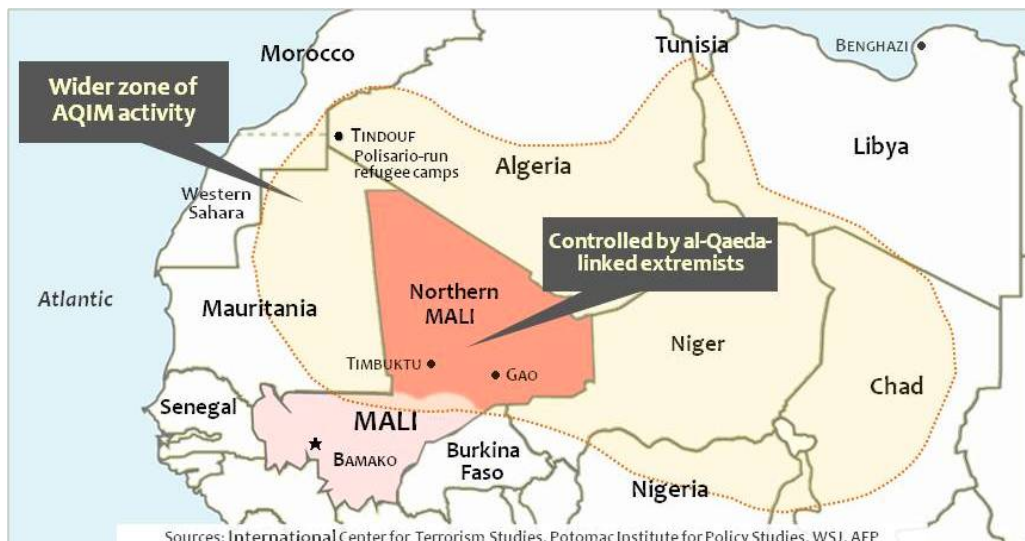 Morocco
Tunisia
BENGHAZI
Wider zone of
AQIM activity
TINDOUF
Polisario-run
refugee camps
Algeria
Libya
Western
Sahara
Controlled by al-Qaeda-
linked extremists
Atlantic
Mauritania
Northern
MALI
Niger
TIMBUKTU
GAO
Chad
Senegal
MALI
BAMAKO
Burkina
Faso
Nigeria
Sources: International Center for Terrorism Studies, Potomac Institute for Policy Studies, WSJ, AFP